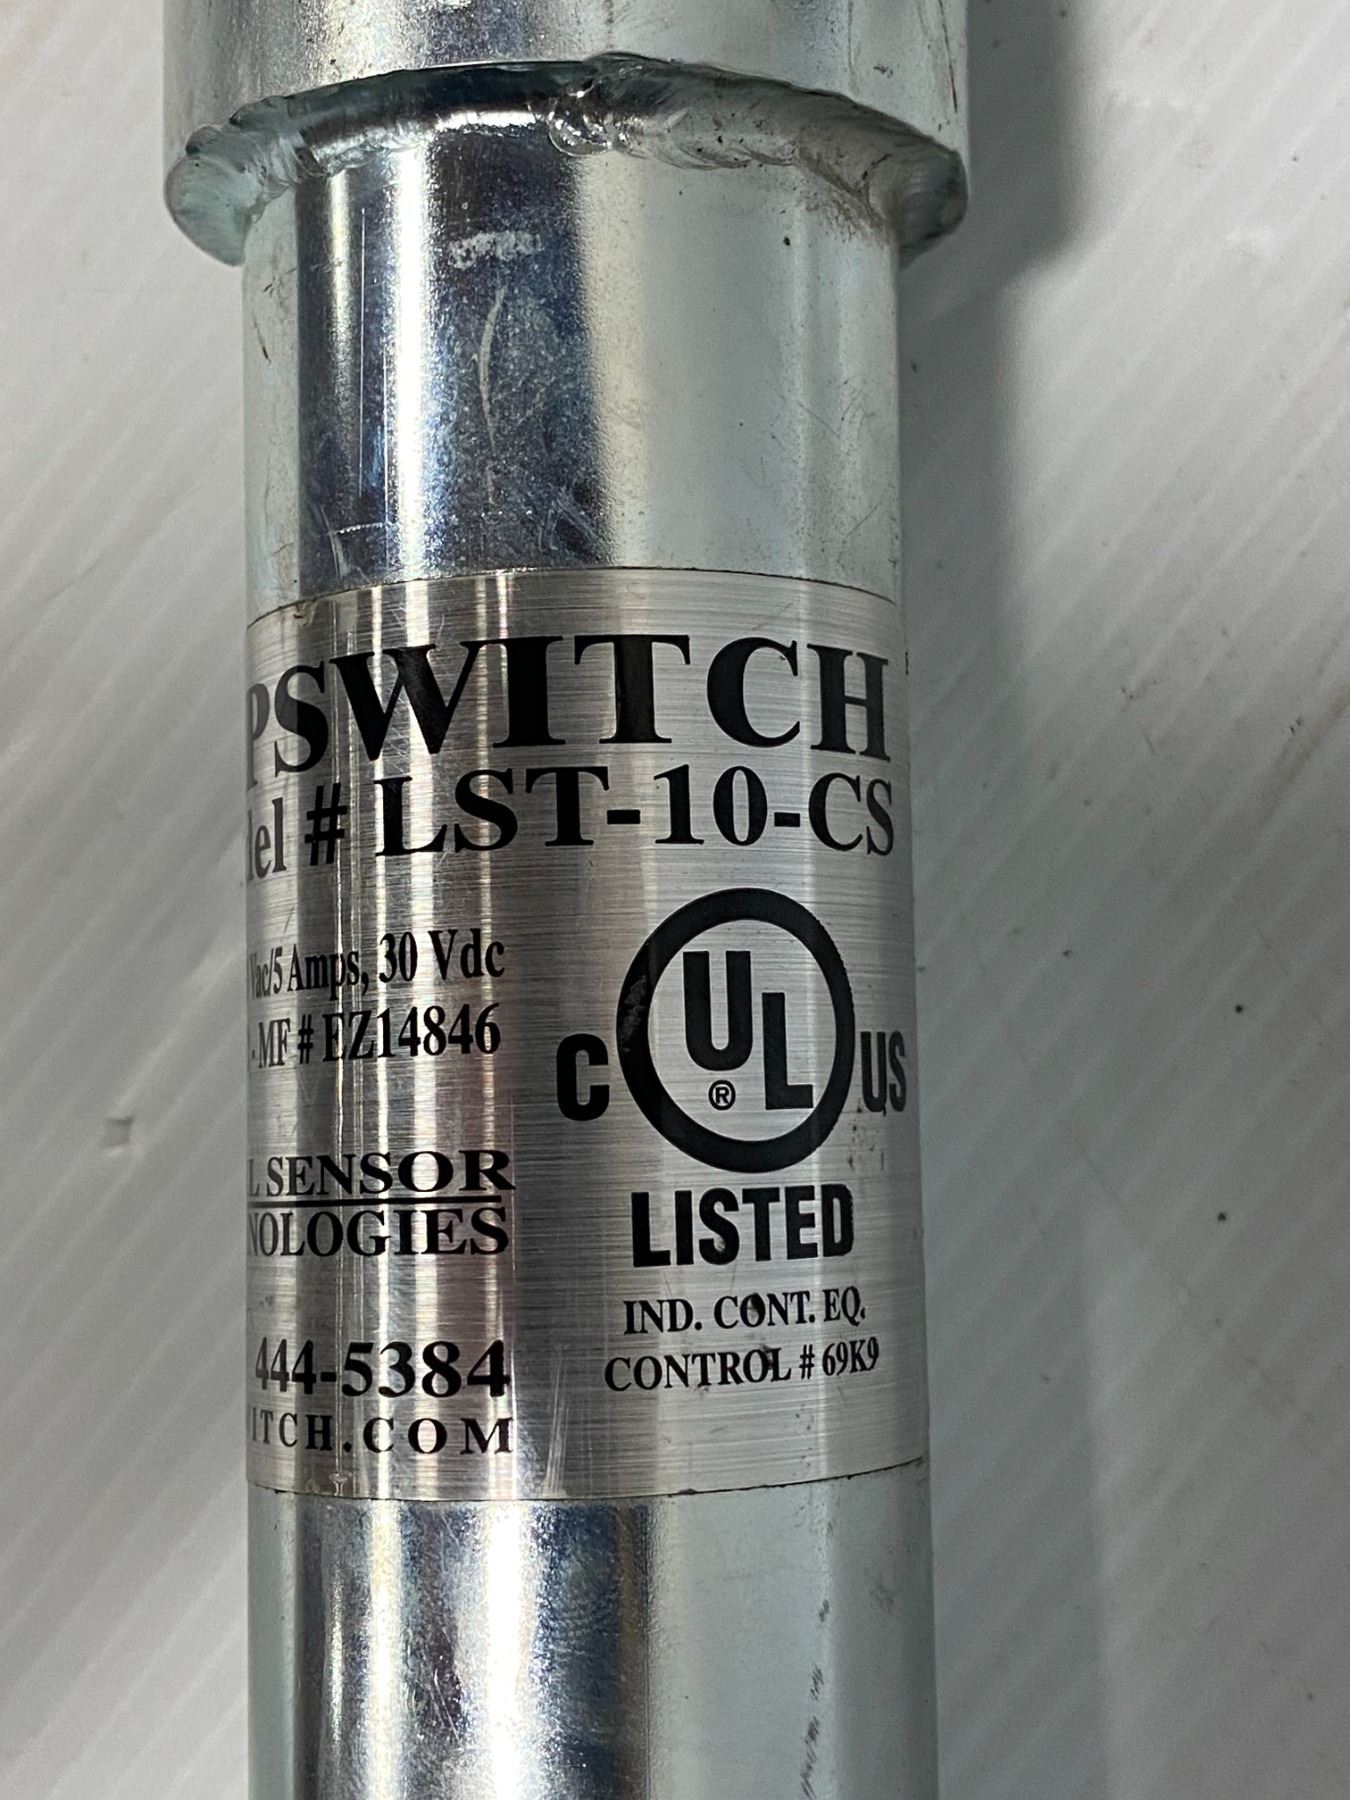 PSWITCH
del # LST-10-CS
Vac/5 Amps, 30 Vdc
- MF # EZ14846
L SENSOR
NOLOGIES
444-5384
ITCH.COM
C UL ® US
LISTED
IND. CONT. EQ.
CONTROL # 69K9